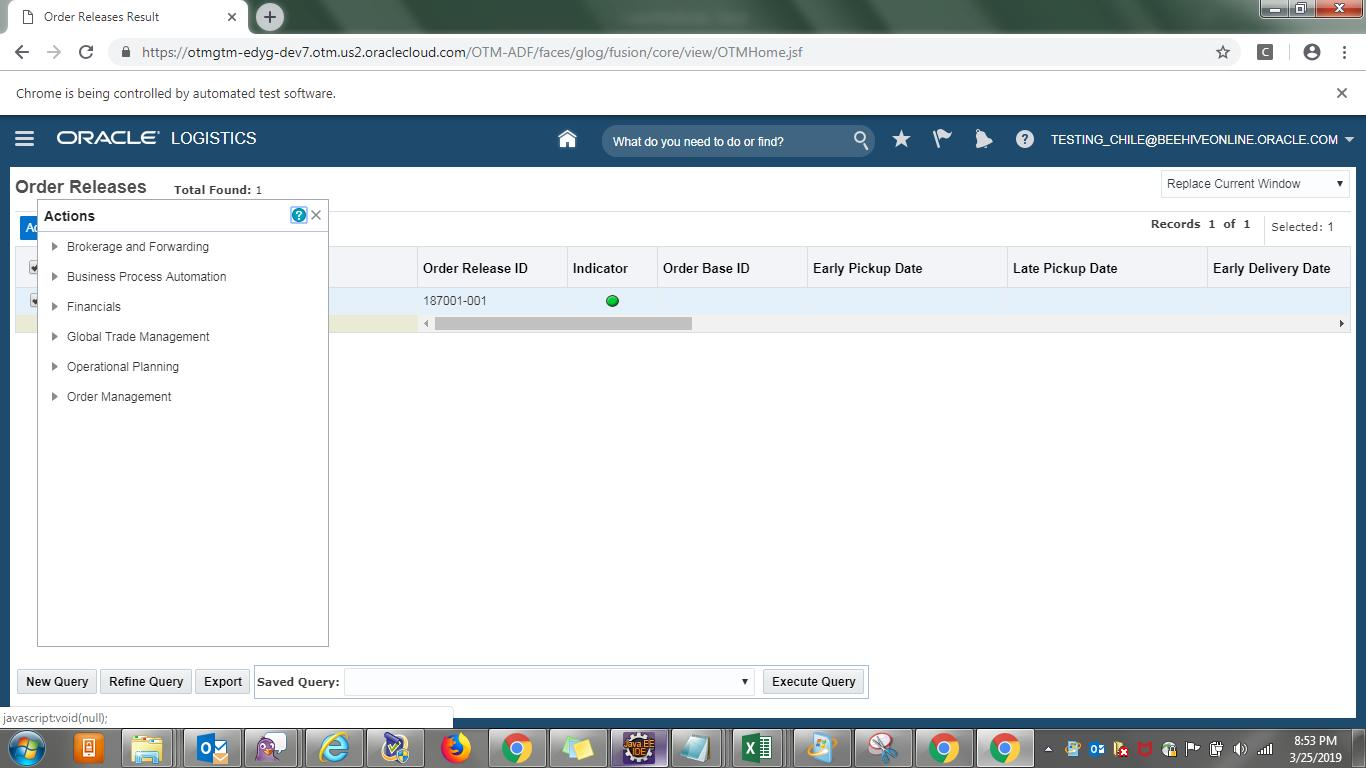 Order Releases Result
https://otmgtm-edyg-dev7.otm.us2.oraclecloud.com/OTM-ADF/faces/glog/fusion/core/view/OTMHome.jsf
C
Chrome is being controlled by automated test software.
ORACLE LOGISTICS
What do you need to do or find?
?
TESTING_CHILE@BEEHIVEONLINE.ORACLE.COM
Order Releases Total Found: 1
Replace Current Window
Actions
?
Records 1 of 1
Selected: 1
Brokerage and Forwarding
Business Process Automation
Financials
Global Trade Management
Operational Planning
Order Management
Order Release ID Indicator Order Base ID Early Pickup Date Late Pickup Date Early Delivery Date
187001-001
New Query Refine Query Export Saved Query: Execute Query
javascript:void(null);
Java EE
IDE
8:53 PM
3/25/2019